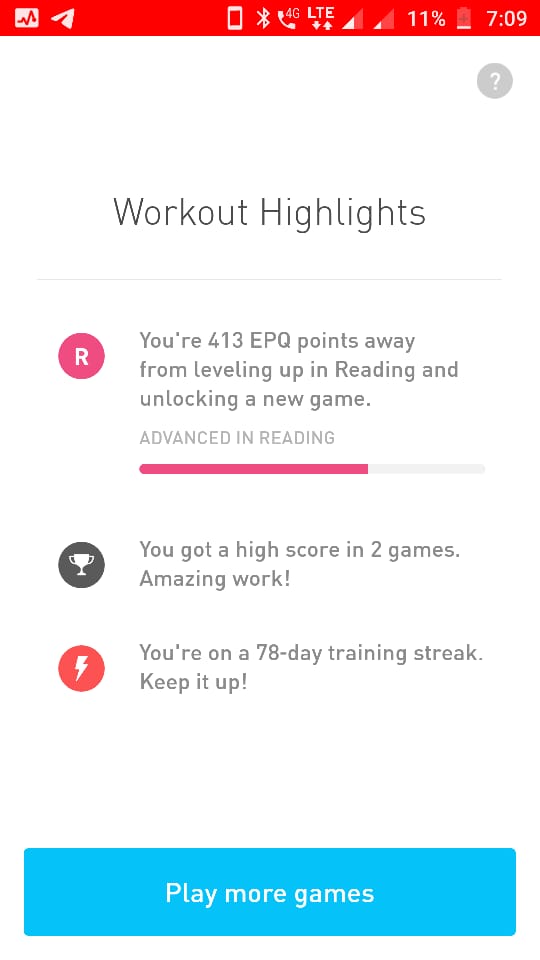 4G LTE 11% 7:09
?
Workout Highlights
R
You're 413 EPQ points away
from leveling up in Reading and
unlocking a new game.
ADVANCED IN READING
You got a high score in 2 games.
Amazing work!
You're on a 78-day training streak.
Keep it up!
Play more games